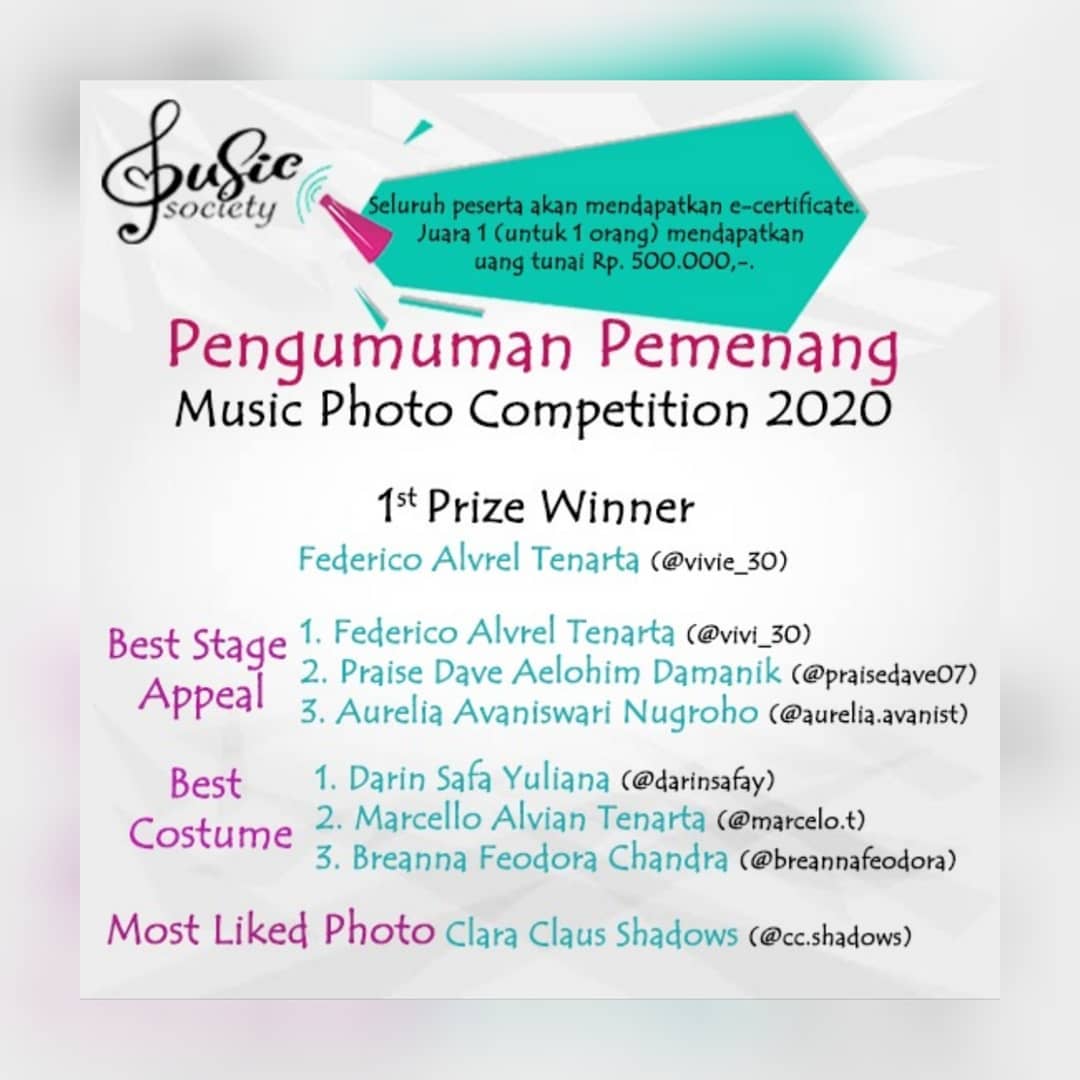 Music
society
Seluruh peserta akan mendapatkan e-certificate.
Juara 1 (untuk 1 orang) mendapatkan
uang tunai Rp. 500.000,-.
Pengumuman Pemenang
Music Photo Competition 2020
1st Prize Winner
Federico Alvrel Tenarta (@vivie_30)
Best Stage Appeal
1. Federico Alvrel Tenarta (@vivi_30)
2. Praise Dave Aelohim Damanik (@praisedave07)
3. Aurelia Avaniswari Nugroho (@aurelia.avanist)
Best Costume
1. Darin Safa Yuliana (@darinsafay)
2. Marcello Alvian Tenarta (@marcelo.t)
3. Breanna Feodora Chandra (@breannafeodora)
Most Liked Photo Clara Claus Shadows (@cc.shadows)